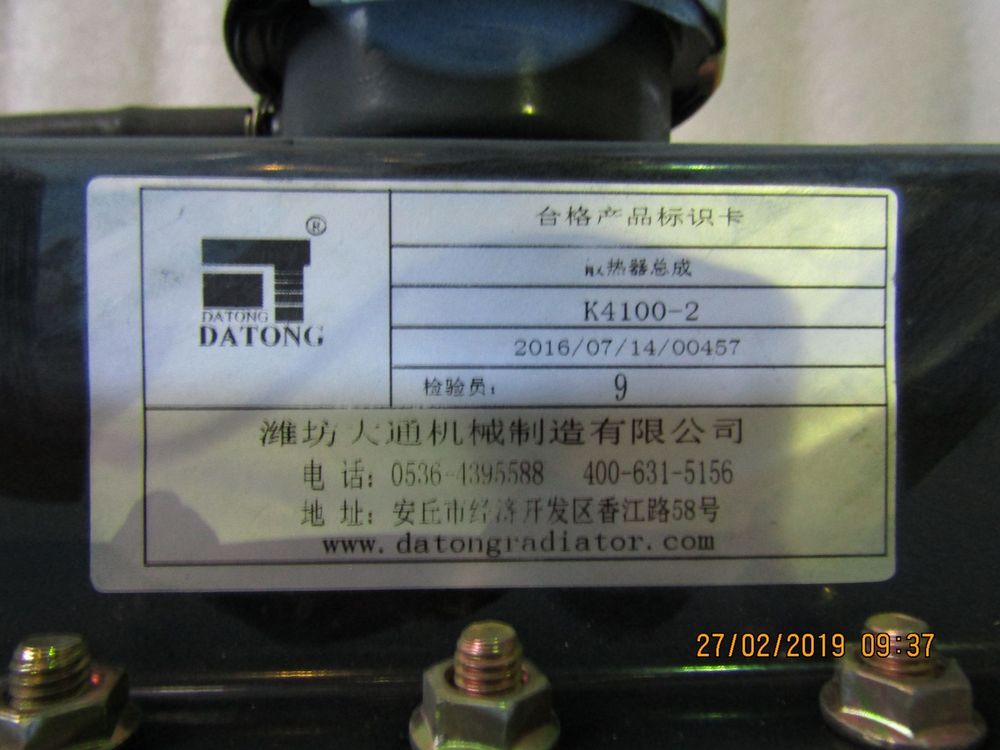 ®
DATONG
DATONG
合格产品标识卡
散热器总成
K4100-2
2016/07/14/00457
检验员: 9
潍坊大通机械制造有限公司
电 话: 0536-4395588 400-631-5156
地 址: 安丘市经济开发区香江路58号
www.datongradiator.com
27/02/2019 09:37